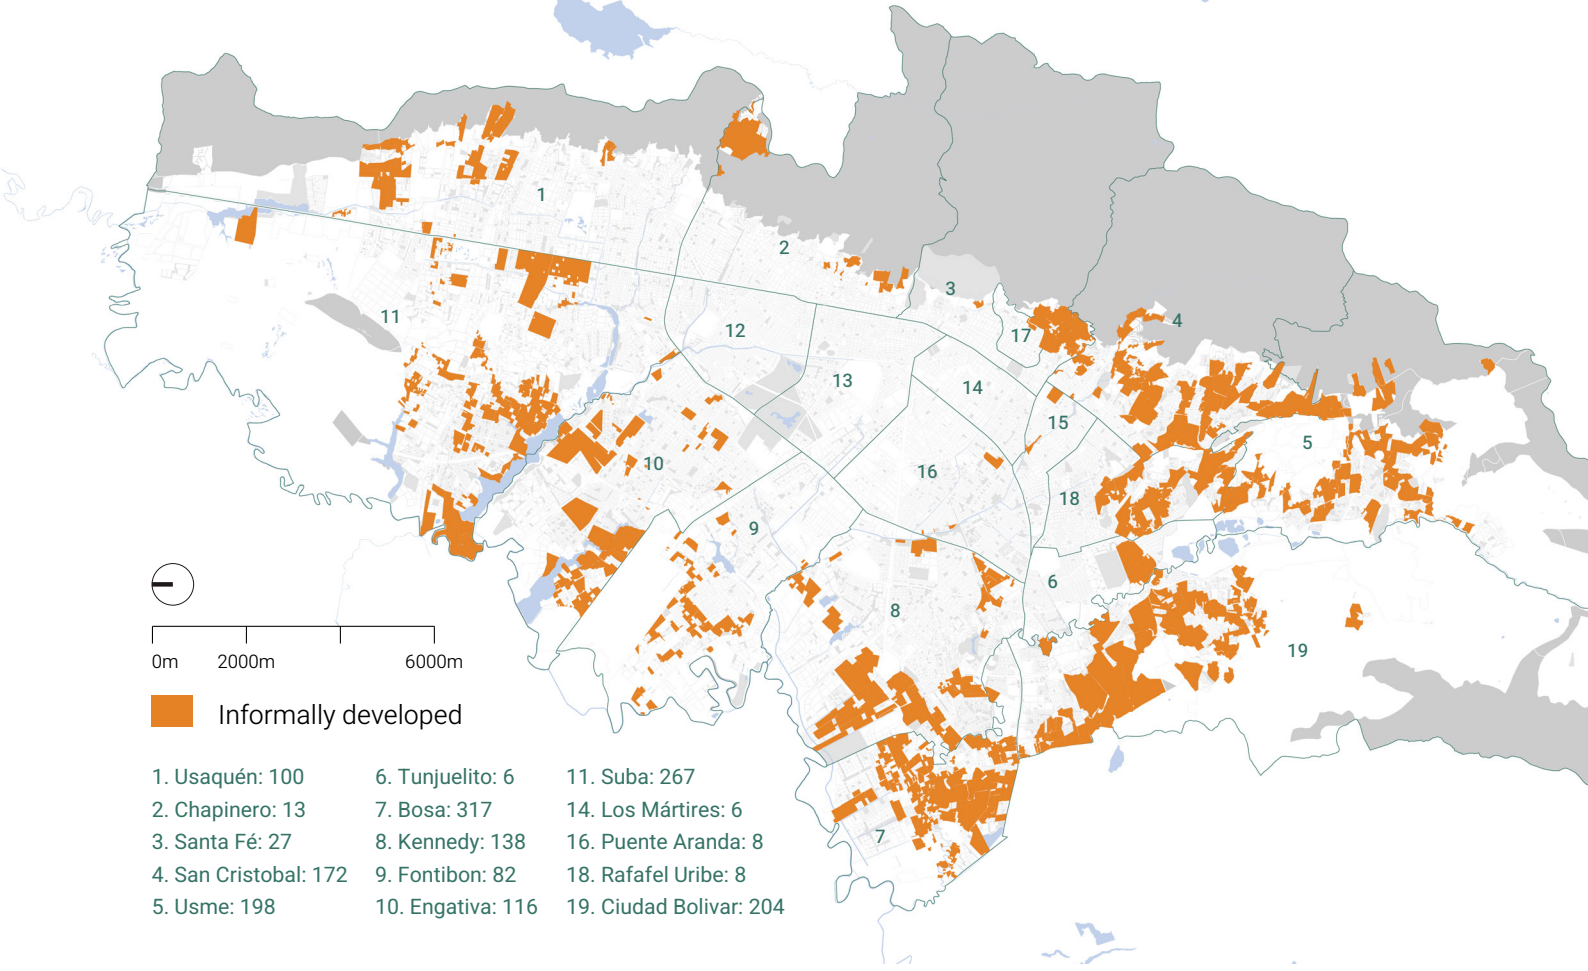 1
2
3
4
17
11
12
13
14
15
5
10
16
18
9
6
8
19
7
0m 2000m 6000m
Informally developed
1. Usaquén: 100
2. Chapinero: 13
3. Santa Fé: 27
4. San Cristobal: 172
5. Usme: 198
6. Tunjuelito: 6
7. Bosa: 317
8. Kennedy: 138
9. Fontibon: 82
10. Engativa: 116
11. Suba: 267
14. Los Mártires: 6
16. Puente Aranda: 8
18. Rafafel Uribe: 8
19. Ciudad Bolivar: 204